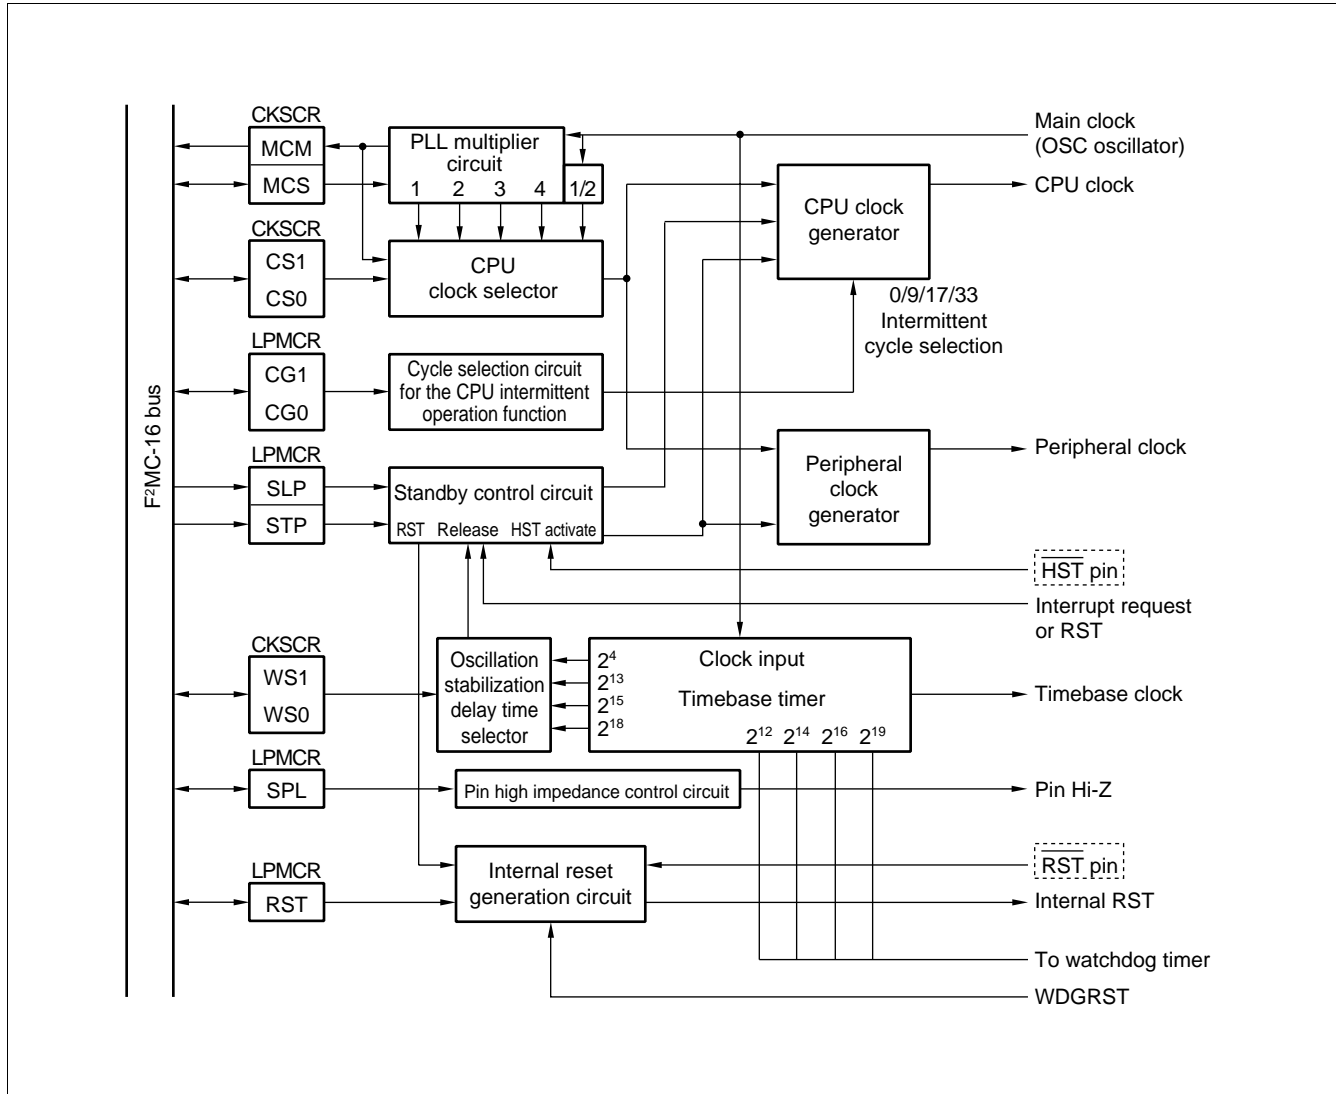 F²MC-16 bus
CKSCR
MCM
MCS
PLL multiplier
circuit
1 2 3 4 1/2
Main clock
(OSC oscillator)
CPU clock
generator
CPU clock
CKSCR
CS1
CS0
CPU
clock selector
0/9/17/33
Intermittent
cycle selection
LPMCR
CG1
CG0
Cycle selection circuit
for the CPU intermittent
operation function
LPMCR
SLP
STP
Standby control circuit
RST Release HST activate
Peripheral
clock
generator
Peripheral clock
HST pin
Interrupt request
or RST
CKSCR
WS1
WS0
Oscillation
stabilization
delay time
selector
2⁴
2¹³
2¹⁵
2¹⁸
Clock input
Timebase timer
2¹² 2¹⁴ 2¹⁶ 2¹⁹
Timebase clock
LPMCR
SPL
Pin high impedance control circuit
Pin Hi-Z
LPMCR
RST
Internal reset
generation circuit
RST pin
Internal RST
To watchdog timer
WDGRST